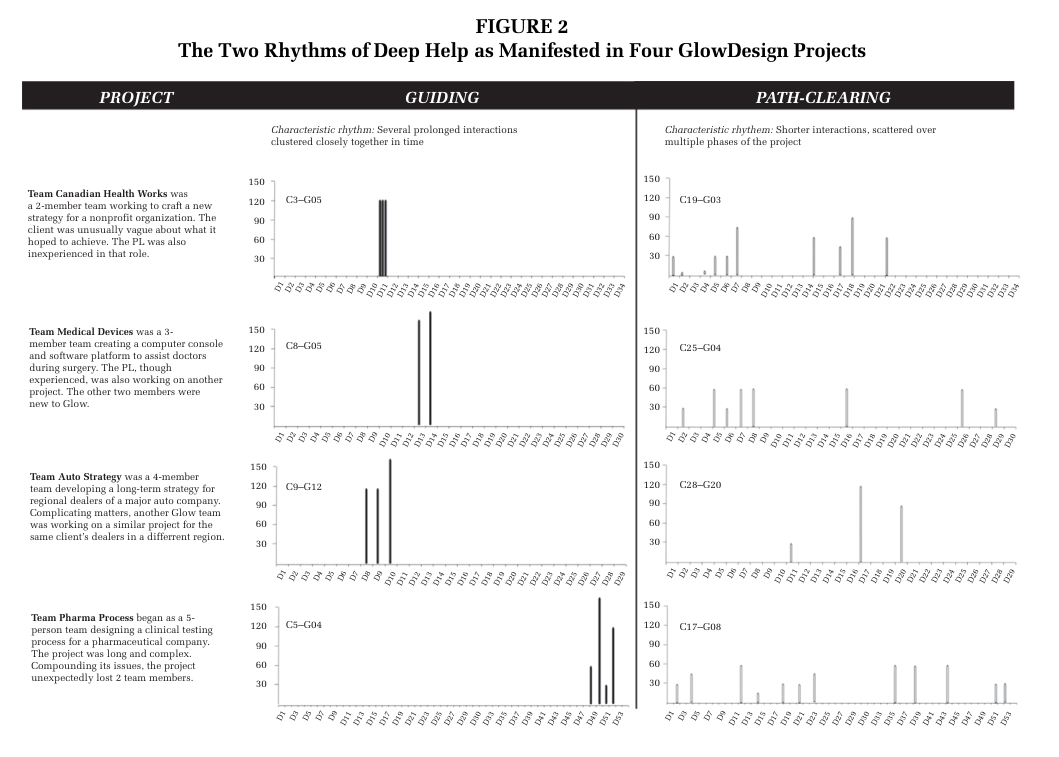 FIGURE 2
The Two Rhythms of Deep Help as Manifested in Four GlowDesign Projects
PROJECT
GUIDING
PATH-CLEARING
Characteristic rhythm: Several prolonged interactions
clustered closely together in time
Characteristic rhythem: Shorter interactions, scattered over
multiple phases of the project
Team Canadian Health Works was
a 2-member team working to craft a new
strategy for a nonprofit organization. The
client was unusually vague about what it
hoped to achieve. The PL was also
inexperienced in that role.
C3–G05
150
120
90
60
30
D1 D2 D3 D4 D5 D6 D7 D8 D9 D10 D11 D12 D13 D14 D15 D16 D17 D18 D19 D20 D21 D22 D23 D24 D25 D26 D27 D28 D29 D30 D31 D32 D33 D34
C19–G03
150
120
90
60
30
D1 D2 D4 D5 D6 D7 D8 D9 D10 D11 D12 D13 D14 D15 D17 D18 D19 D20 D21 D22 D23 D24 D25 D26 D27 D28 D29 D30 D32 D33 D34
Team Medical Devices was a 3-
member team creating a computer console
and software platform to assist doctors
during surgery. The PL, though
experienced, was also working on another
project. The other two members were
new to Glow.
C8–G05
150
120
90
60
30
D1 D2 D3 D4 D5 D6 D7 D8 D9 D10 D11 D12 D13 D14 D15 D16 D17 D18 D19 D20 D21 D22 D23 D24 D25 D26 D27 D28 D29 D30
C25–G04
150
120
90
60
30
D1 D2 D4 D5 D6 D7 D8 D9 D10 D11 D12 D13 D14 D15 D16 D17 D18 D19 D20 D21 D22 D23 D24 D25 D26 D27 D28 D29 D30
Team Auto Strategy was a 4-member
team developing a long-term strategy for
regional dealers of a major auto company.
Complicating matters, another Glow team
was working on a similar project for the
same client's dealers in a differrent region.
C9–G12
150
120
90
60
30
D1 D2 D3 D4 D5 D6 D7 D8 D9 D10 D11 D12 D13 D14 D15 D16 D17 D18 D19 D20 D21 D22 D23 D24 D25 D26 D27 D28 D29
C28–G20
150
120
90
60
30
D1 D2 D3 D4 D5 D6 D7 D8 D9 D10 D11 D12 D13 D14 D15 D16 D17 D18 D19 D20 D21 D22 D23 D24 D25 D26 D27 D28 D29
Team Pharma Process began as a 5-
person team designing a clinical testing
process for a pharmaceutical company.
The project was long and complex.
Compounding its issues, the project
unexpectedly lost 2 team members.
C5–G04
150
120
90
60
30
D1 D3 D5 D7 D9 D11 D13 D15 D17 D19 D21 D23 D25 D27 D29 D31 D33 D35 D37 D39 D41 D43 D45 D47 D49 D51 D53
C17–G08
150
120
90
60
30
D1 D3 D5 D7 D9 D11 D13 D15 D17 D19 D21 D23 D25 D27 D29 D31 D33 D35 D37 D39 D41 D43 D45 D47 D49 D51 D53